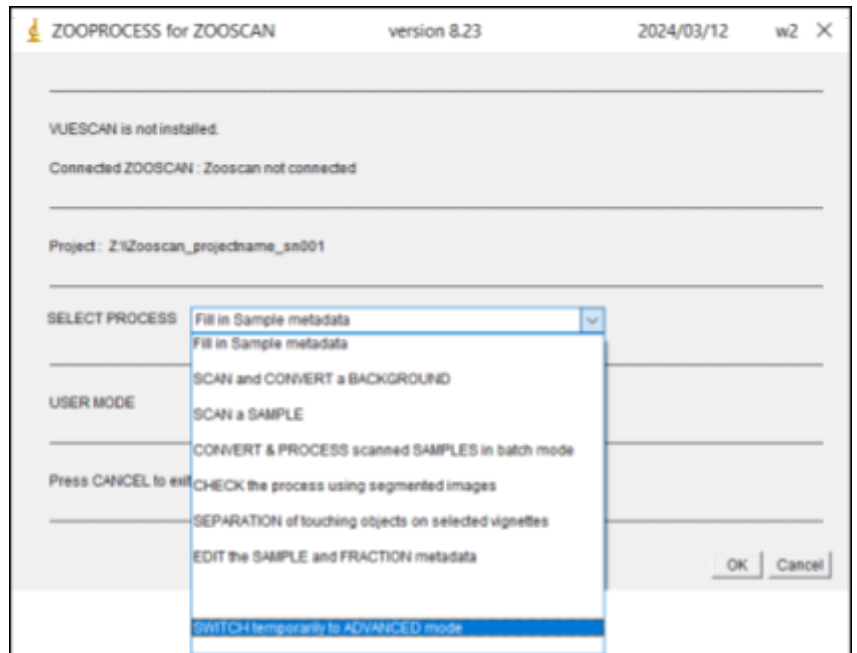 ZOOPROCESS for ZOOSCAN version 8.23 2024/03/12 w2
VUESCAN is not installed.
Connected ZOOSCAN : Zooscan not connected
Project : Z:\Zooscan_projectname_sn001
SELECT PROCESS Fill in Sample metadata
Fill in Sample metadata
SCAN and CONVERT a BACKGROUND
USER MODE
SCAN a SAMPLE
CONVERT & PROCESS scanned SAMPLES in batch mode
Press CANCEL to exit
CHECK the process using segmented images
SEPARATION of touching objects on selected vignettes
EDIT the SAMPLE and FRACTION metadata
OK Cancel
SWITCH temporarily to ADVANCED mode